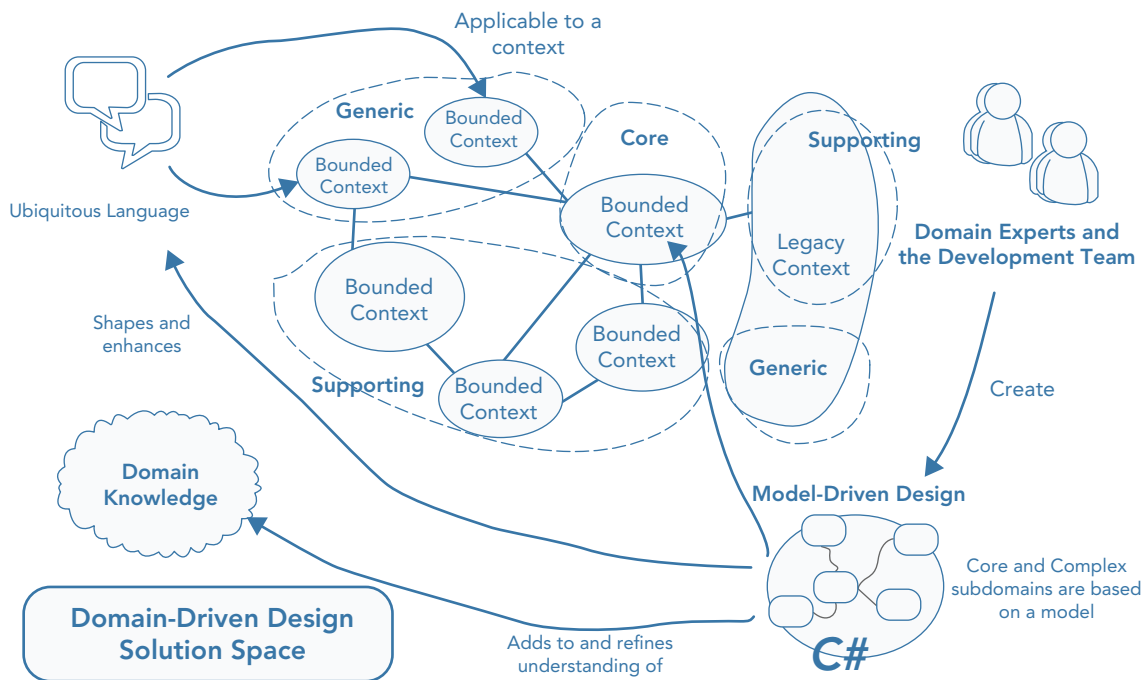 Applicable to a
context
Generic
Bounded
Context
Core
Supporting
Bounded
Context
Ubiquitous Language
Bounded
Context
Legacy
Context
Domain Experts and
the Development Team
Bounded
Context
Shapes and
enhances
Bounded
Context
Supporting
Bounded
Context
Generic
Create
Domain
Knowledge
Model-Driven Design
Core and Complex
subdomains are based
on a model
Domain-Driven Design
Solution Space
Adds to and refines
understanding of
C#